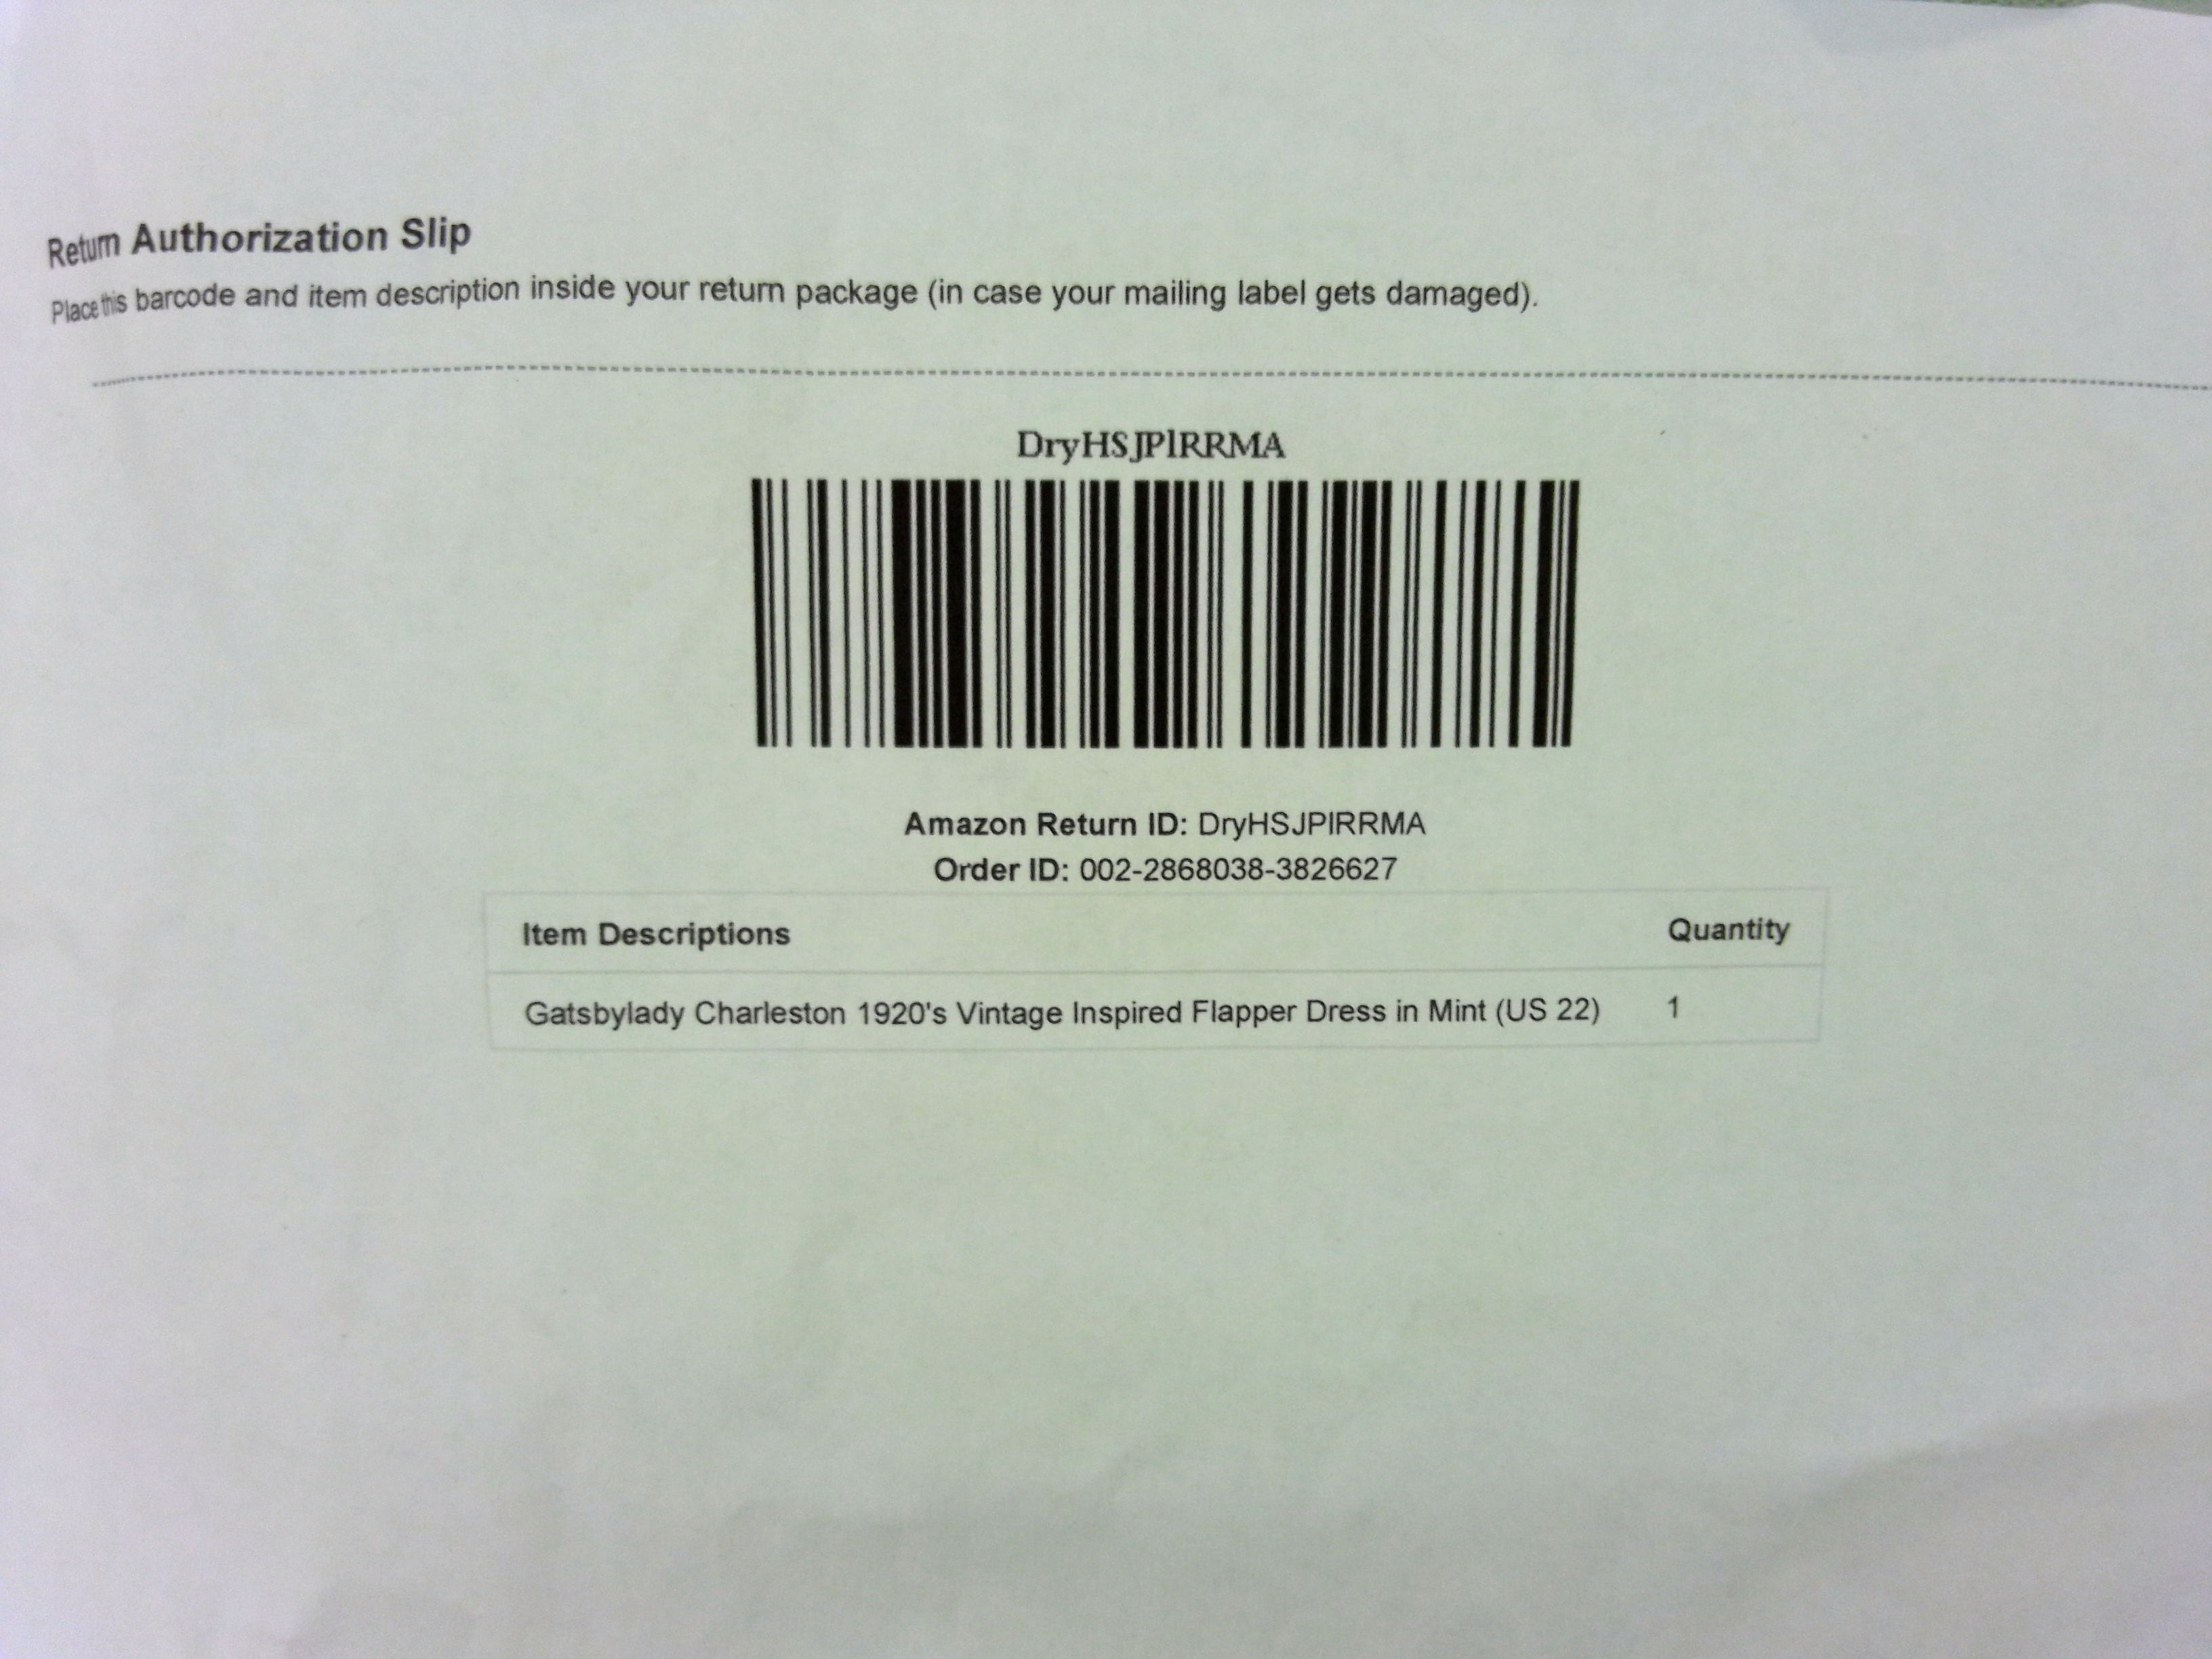 Return Authorization Slip
Place this barcode and item description inside your return package (in case your mailing label gets damaged).
DryHSJPlRRMA
Amazon Return ID: DryHSJPlRRMA
Order ID: 002-2868038-3826627
Item Descriptions Quantity
Gatsbylady Charleston 1920's Vintage Inspired Flapper Dress in Mint (US 22) 1